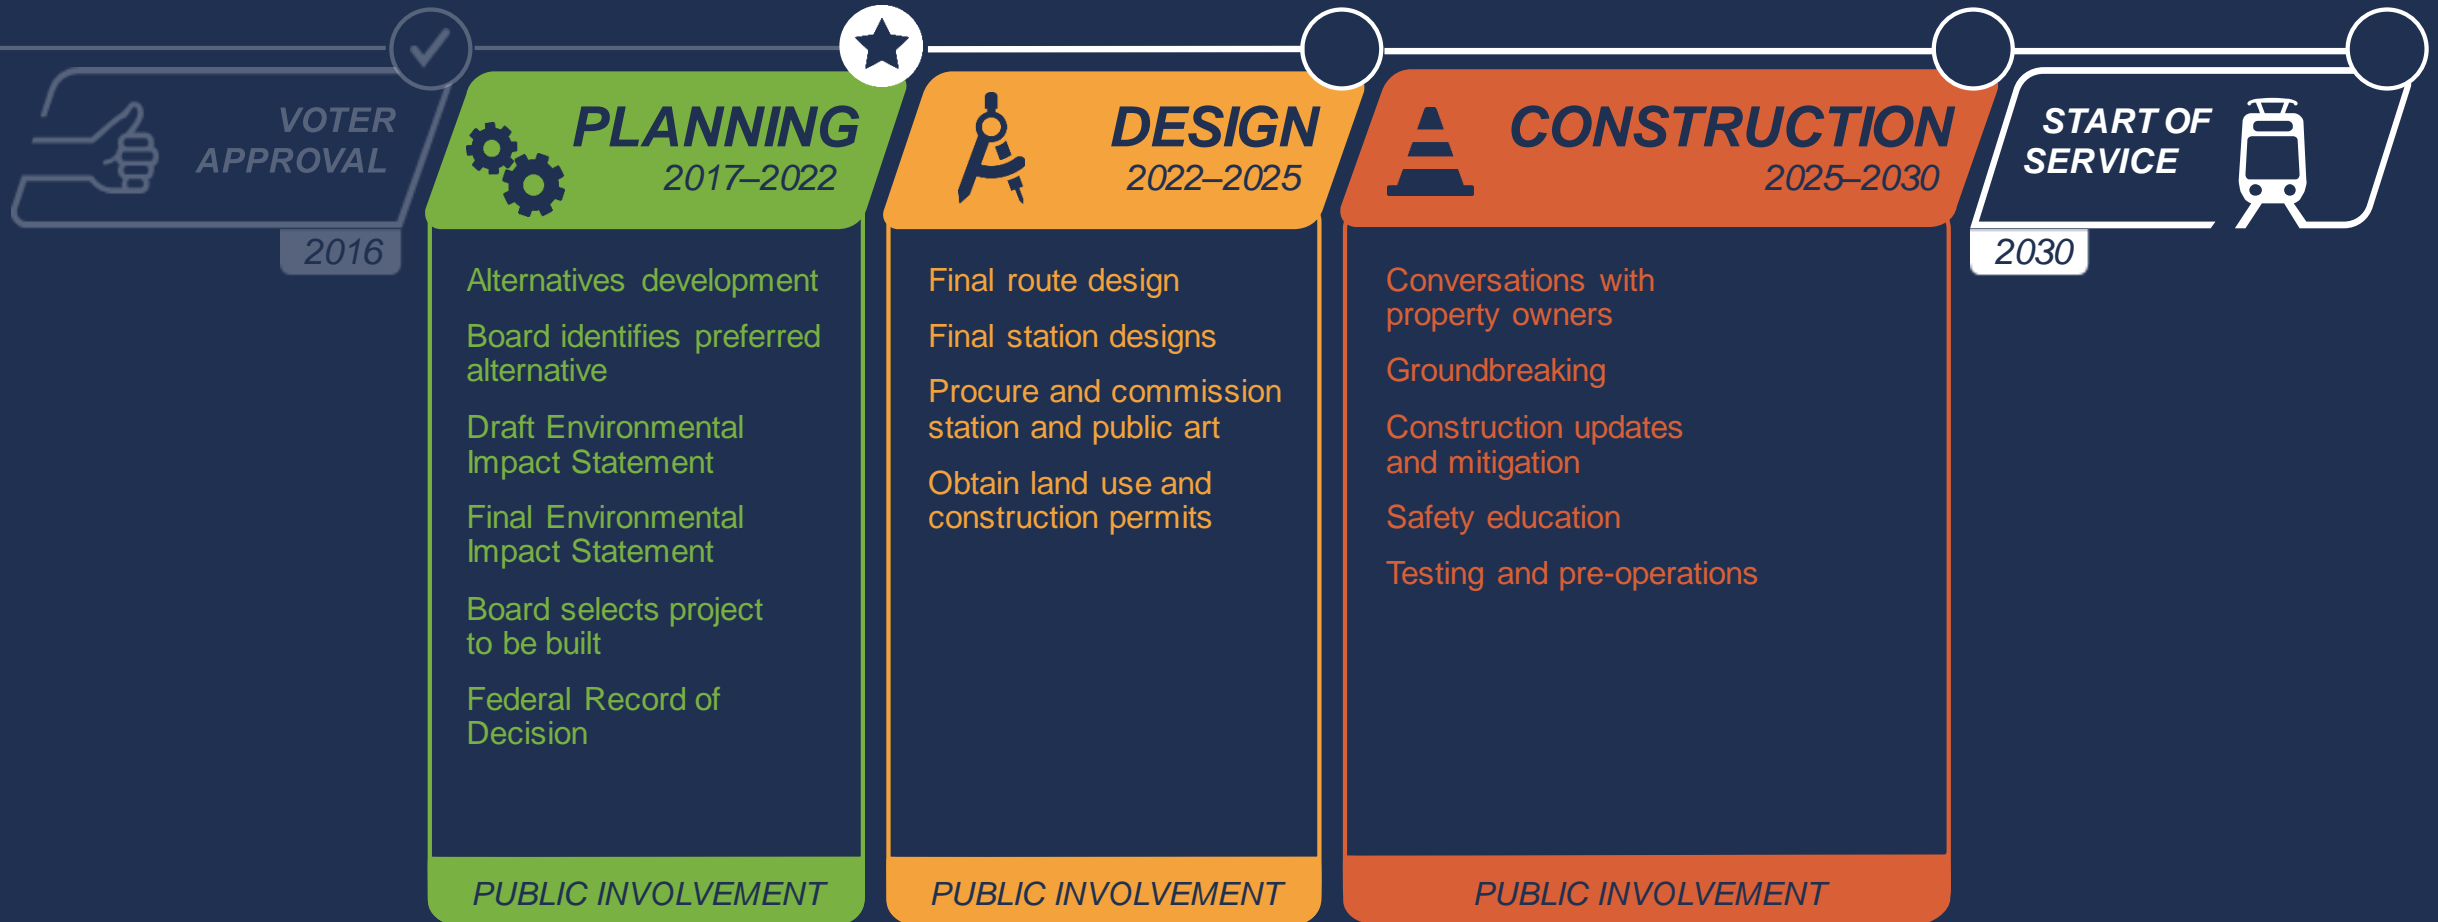 VOTER
APPROVAL
2016
PLANNING
2017–2022
Alternatives development
Board identifies preferred
alternative
Draft Environmental
Impact Statement
Final Environmental
Impact Statement
Board selects project
to be built
Federal Record of
Decision
PUBLIC INVOLVEMENT
DESIGN
2022–2025
Final route design
Final station designs
Procure and commission
station and public art
Obtain land use and
construction permits
PUBLIC INVOLVEMENT
CONSTRUCTION
2025–2030
Conversations with
property owners
Groundbreaking
Construction updates
and mitigation
Safety education
Testing and pre-operations
PUBLIC INVOLVEMENT
START OF
SERVICE
2030